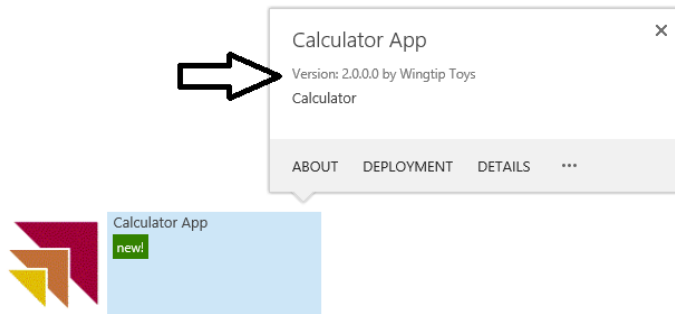 Calculator App
Version: 2.0.0.0 by Wingtip Toys
Calculator
ABOUT DEPLOYMENT DETAILS ...
Calculator App
new!